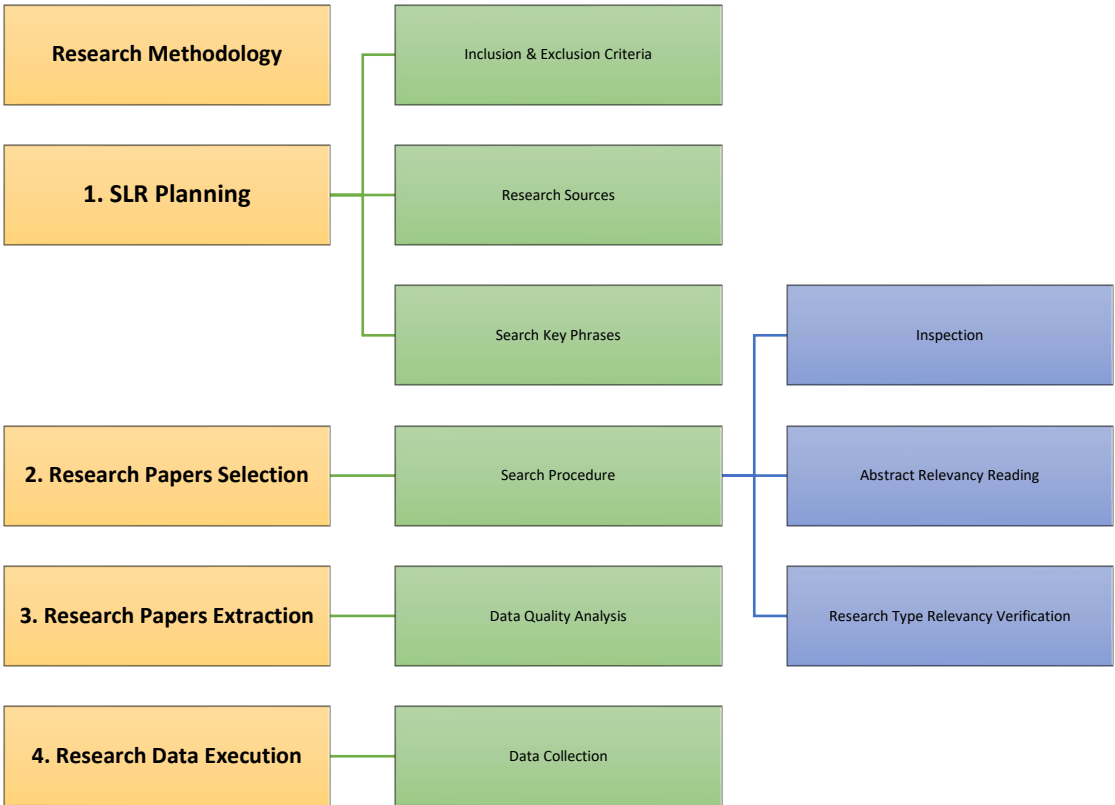 Research Methodology
Inclusion & Exclusion Criteria
1. SLR Planning
Research Sources
Search Key Phrases
Inspection
2. Research Papers Selection
Search Procedure
Abstract Relevancy Reading
3. Research Papers Extraction
Data Quality Analysis
Research Type Relevancy Verification
4. Research Data Execution
Data Collection